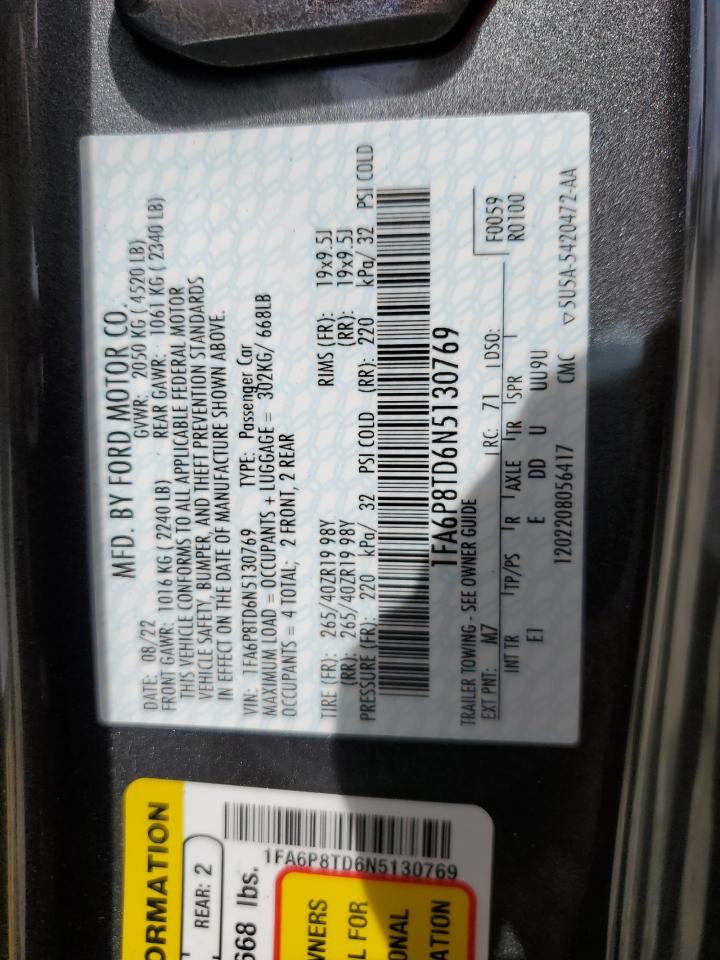 MFD. BY FORD MOTOR CO.
DATE: 08/22 GVWR: 2050 KG ( 4520 LB)
FRONT GAWR: 1016 KG ( 2240 LB) REAR GAWR: 1061 KG ( 2340 LB)
THIS VEHICLE CONFORMS TO ALL APPLICABLE FEDERAL MOTOR
VEHICLE SAFETY, BUMPER, AND THEFT PREVENTION STANDARDS
IN EFFECT ON THE DATE OF MANUFACTURE SHOWN ABOVE.
VIN: 1FA6P8TD6N5130769 TYPE: Passenger Car
MAXIMUM LOAD = OCCUPANTS + LUGGAGE = 302KG/ 668LB
OCCUPANTS = 4 TOTAL; 2 FRONT, 2 REAR
TIRE (FR): 265/40ZR19 98Y RIMS (FR): 19x9.5J
(RR): 265/40ZR19 98Y (RR): 19x9.5J
PRESSURE (FR): 220 kPa/ 32 PSI COLD (RR): 220 kPa/ 32 PSI COLD
1FA6P8TD6N5130769
TRAILER TOWING - SEE OWNER GUIDE
EXT PNT: M7 RC: 71 DSO: F0059
R0100
INT TR TP/PS R AXLE TR SPR
E1 E DD U UU9U
1202208056417 CMC ▽5U5A-5420472-AA
ORMATION
REAR: 2
668 lbs.
1FA6P8TD6N5130769
WNERS
L FOR
ONAL
ATION